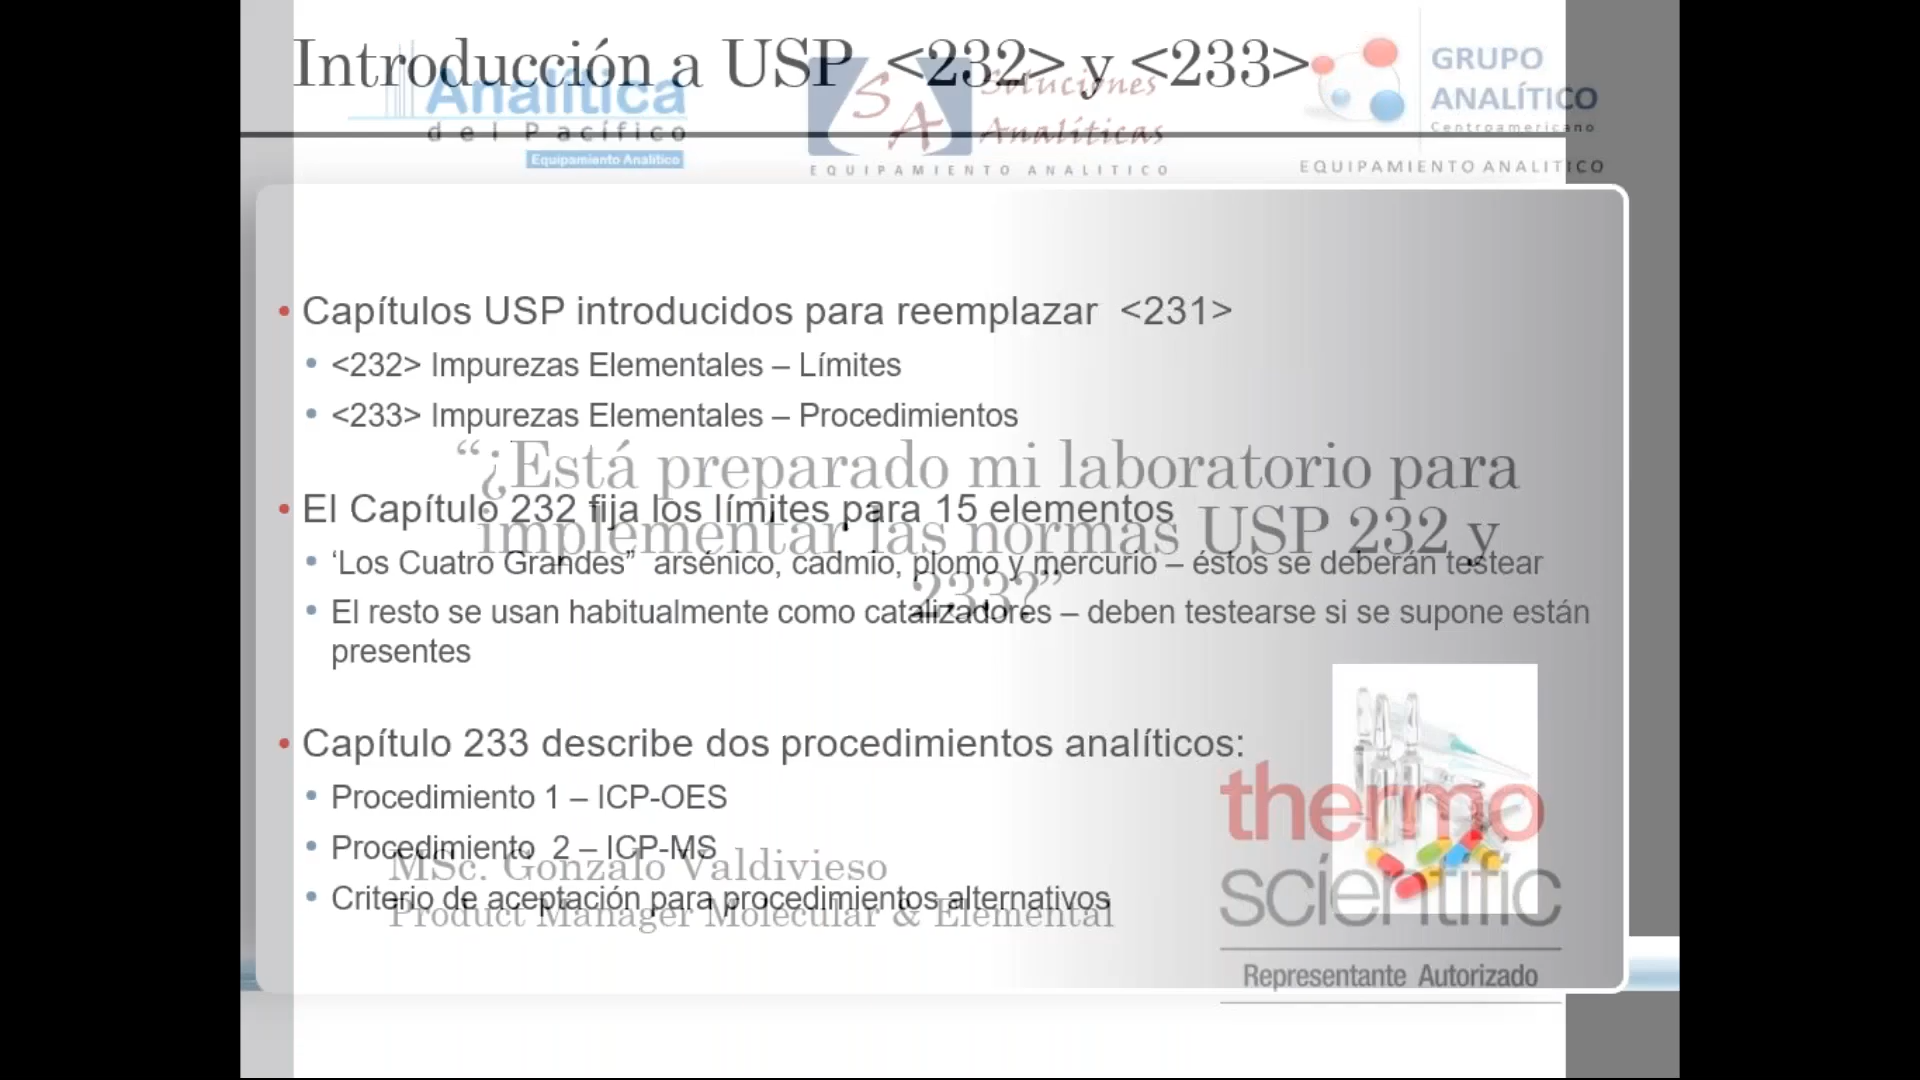 Introducción a USP <232> y <233>
Analítica
del Pacífico
Equipamiento Analítico
SA
Soluciones
Analíticas
EQUIPAMIENTO ANALITICO
GRUPO
ANALÍTICO
Centroamericano
EQUIPAMIENTO ANALITICO
• Capítulos USP introducidos para reemplazar <231>
• <232> Impurezas Elementales – Límites
• <233> Impurezas Elementales – Procedimientos
“¿Está preparado mi laboratorio para
implementar las normas USP 232 y
233?”
• El Capítulo 232 fija los límites para 15 elementos
• ‘Los Cuatro Grandes” arsénico, cadmio, plomo y mercurio – éstos se deberán testear
• El resto se usan habitualmente como catalizadores – deben testearse si se supone están
presentes
• Capítulo 233 describe dos procedimientos analíticos:
• Procedimiento 1 – ICP-OES
• Procedimiento 2 – ICP-MS
• Criterio de aceptación para procedimientos alternativos
MSc. Gonzalo Valdivieso
Product Manager Molecular & Elemental
thermo
scientific
Representante Autorizado